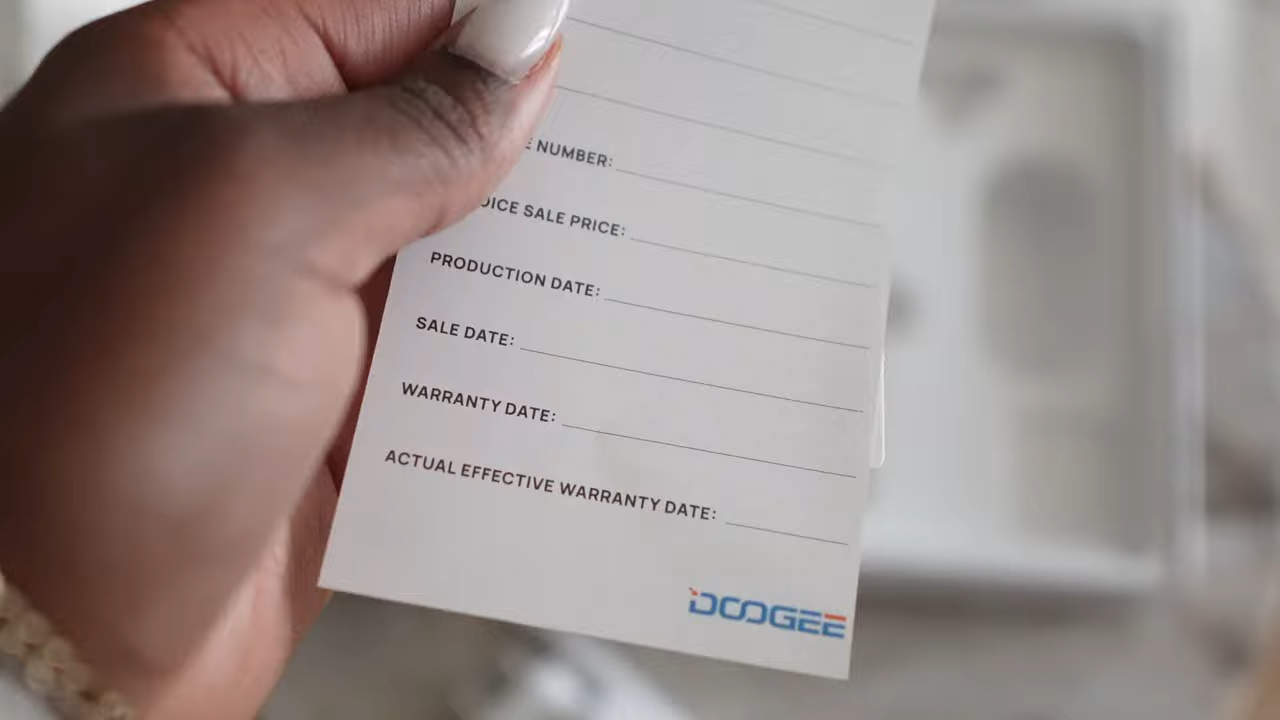 NUMBER:
SALE PRICE:
PRODUCTION DATE:
SALE DATE:
WARRANTY DATE:
ACTUAL EFFECTIVE WARRANTY DATE:
DOOGEE